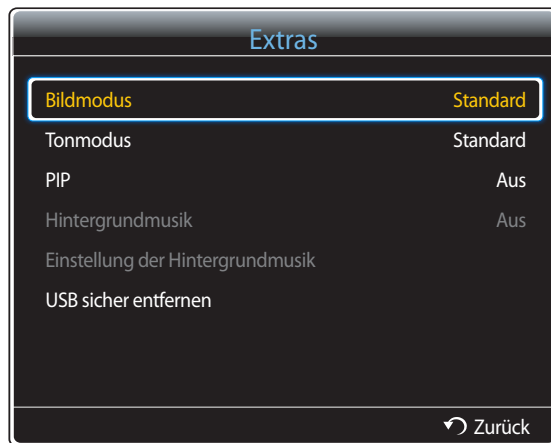 Extras
Bildmodus Standard
Tonmodus Standard
PIP Aus
Hintergrundmusik Aus
Einstellung der Hintergrundmusik
USB sicher entfernen
Zurück